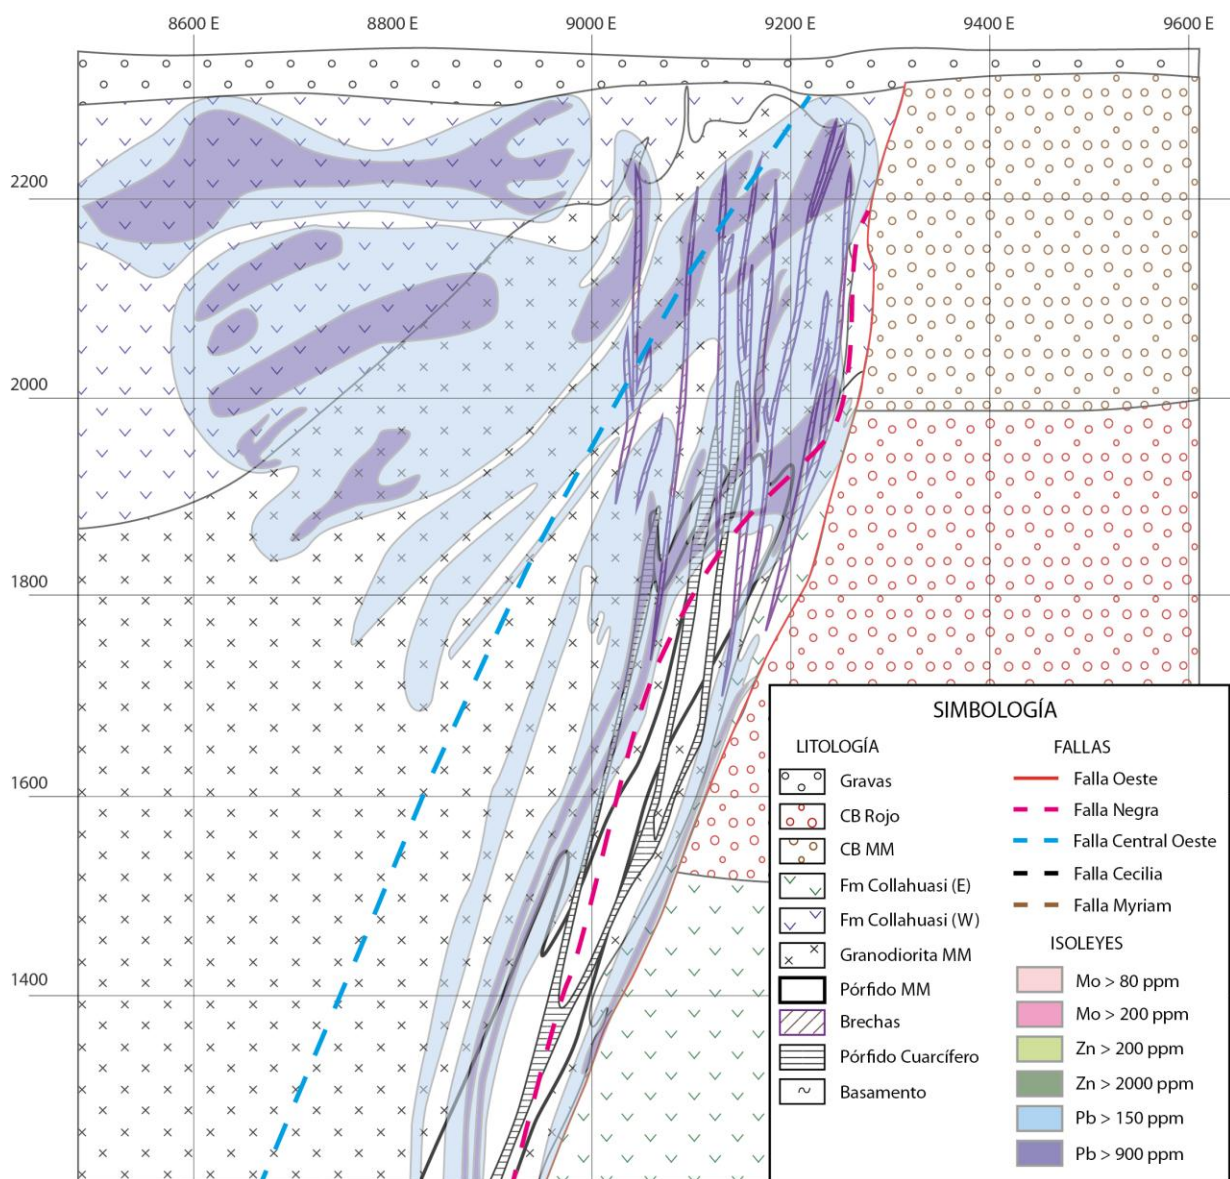 8600 E 8800 E 9000 E 9200 E 9400 E 9600 E
2200
2000
1800
1600
1400
SIMBOLOGÍA
LITOLOGÍA
Gravas
CB Rojo
CB MM
Fm Collahuasi (E)
Fm Collahuasi (W)
Granodiorita MM
Pórfido MM
Brechas
Pórfido Cuarcífero
Basamento
FALLAS
Falla Oeste
Falla Negra
Falla Central Oeste
Falla Cecilia
Falla Myriam
ISOLEYES
Mo > 80 ppm
Mo > 200 ppm
Zn > 200 ppm
Zn > 2000 ppm
Pb > 150 ppm
Pb > 900 ppm